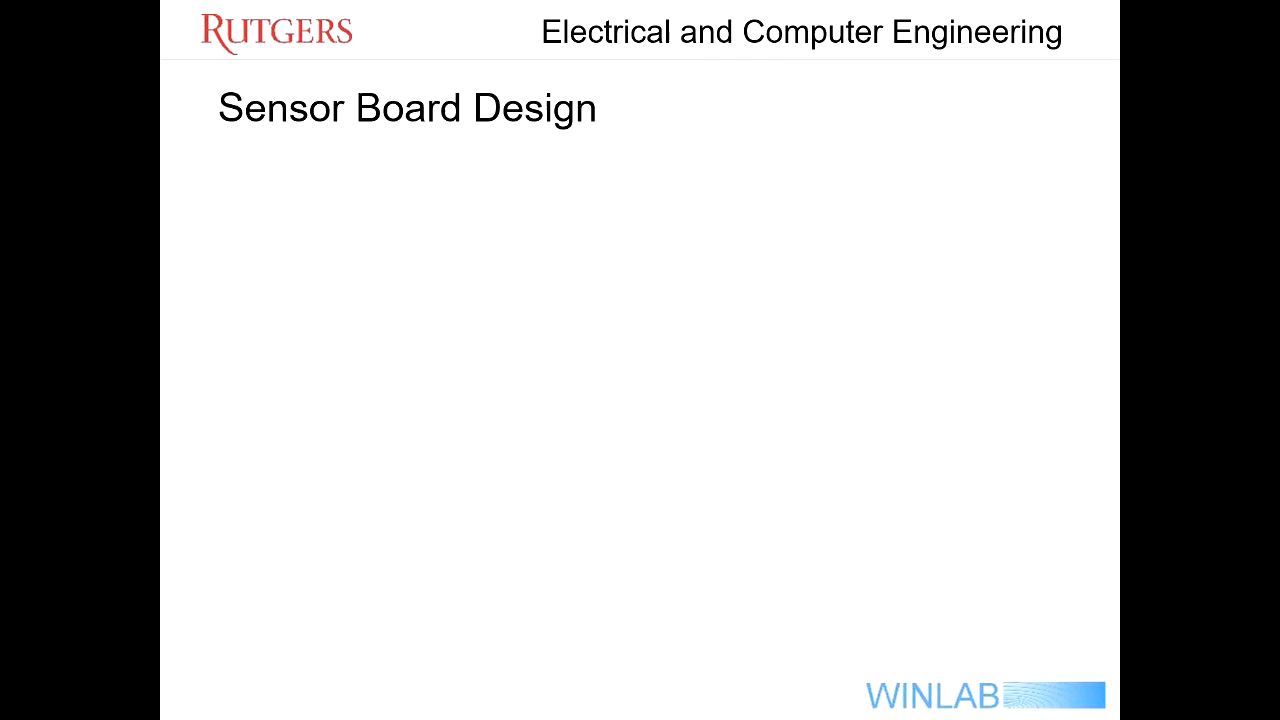 RUTGERS
Electrical and Computer Engineering
Sensor Board Design
WINLAB